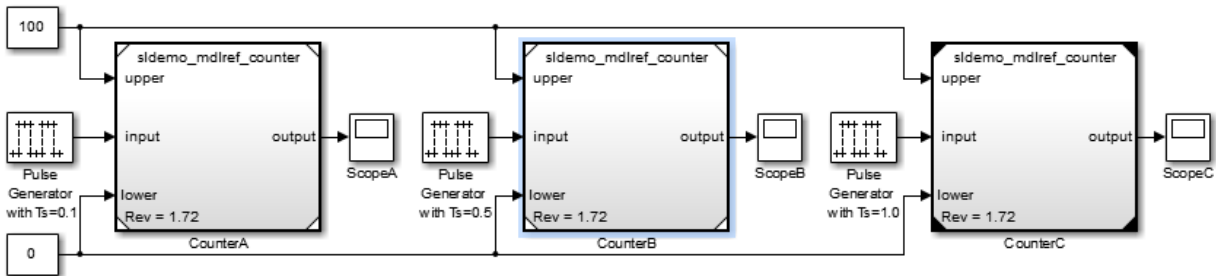 100
sldemo_mdlref_counter
upper
input
output
lower
Rev = 1.72
CounterA
Pulse
Generator
with Ts=0.1
ScopeA
sldemo_mdlref_counter
upper
input
output
lower
Rev = 1.72
CounterB
Pulse
Generator
with Ts=0.5
ScopeB
sldemo_mdlref_counter
upper
input
output
lower
Rev = 1.72
CounterC
Pulse
Generator
with Ts=1.0
ScopeC
0